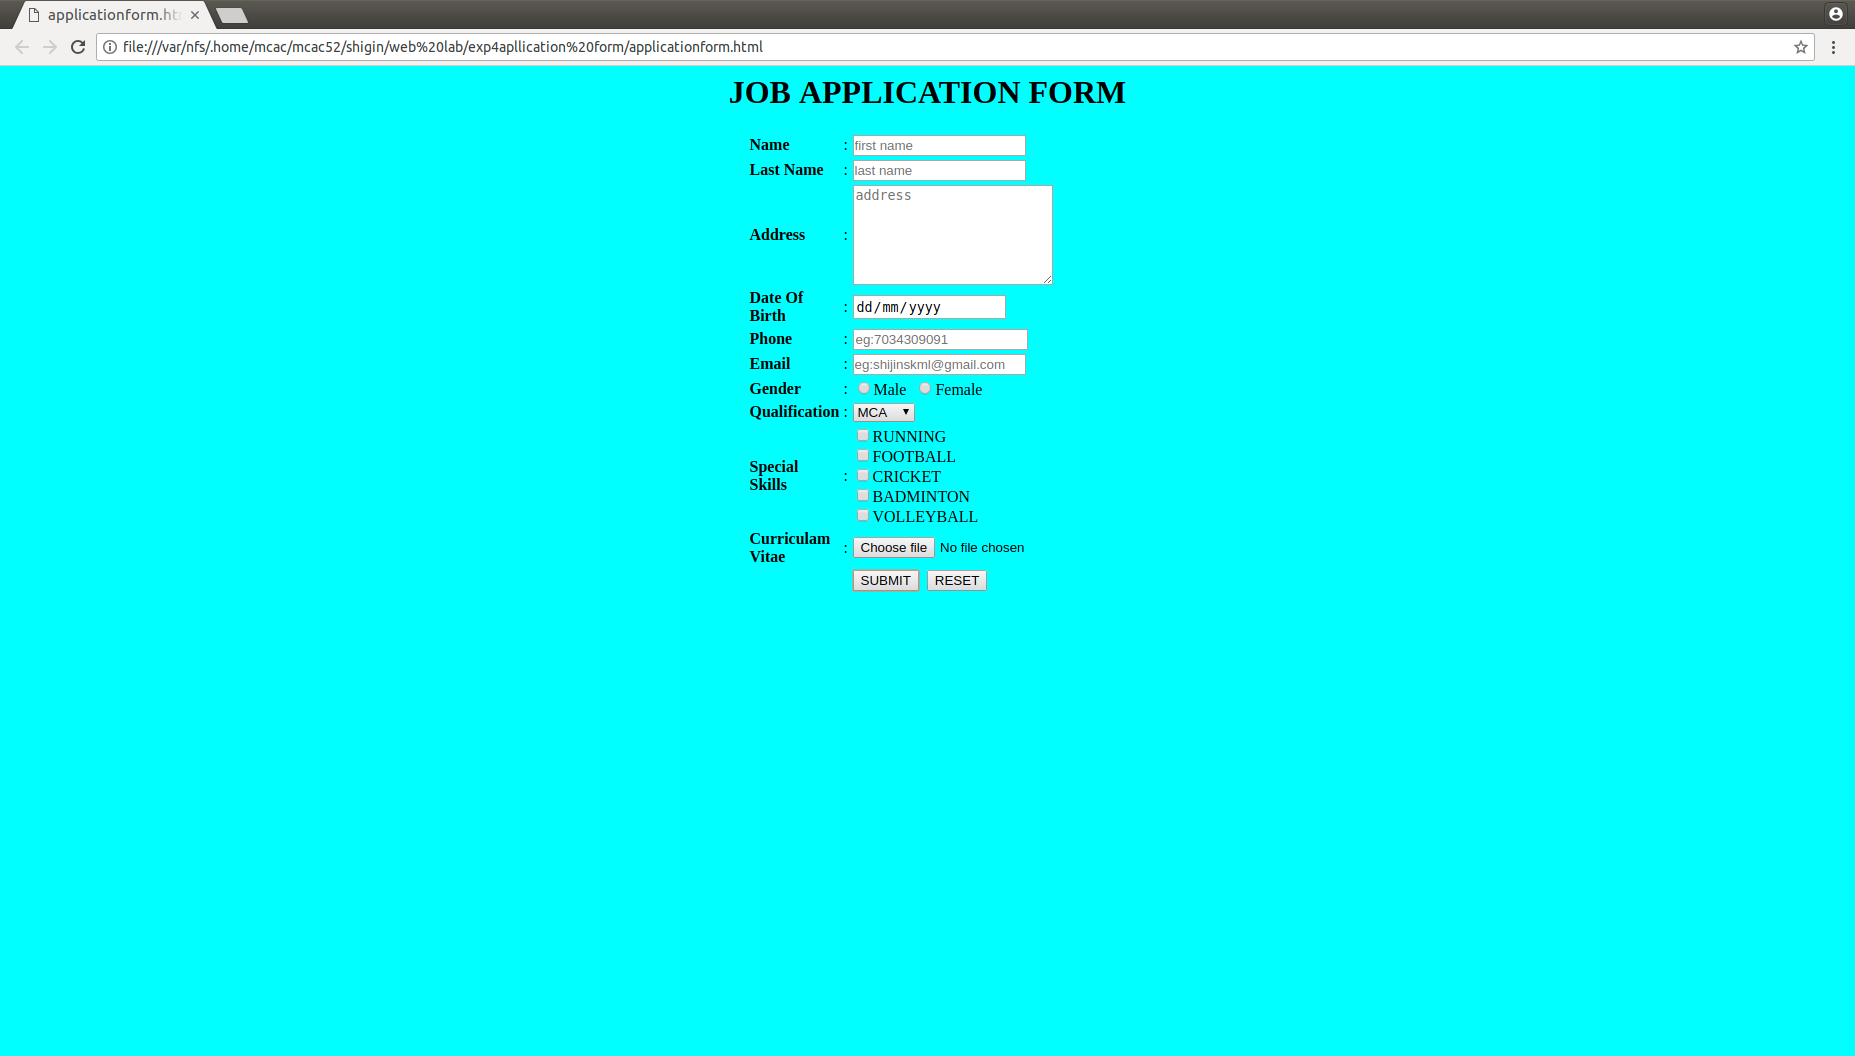 applicationform.ht
file:///var/nfs/.home/mcac/mcac52/shigin/web%20lab/exp4apllication%20form/applicationform.html
JOB APPLICATION FORM
Name : first name
Last Name : last name
Address : address
Date Of
Birth : dd/mm/yyyy
Phone : eg:7034309091
Email : eg:shijinskml@gmail.com
Gender : Male Female
Qualification : MCA
Special
Skills :
RUNNING
FOOTBALL
CRICKET
BADMINTON
VOLLEYBALL
Curriculam
Vitae : Choose file No file chosen
SUBMIT RESET